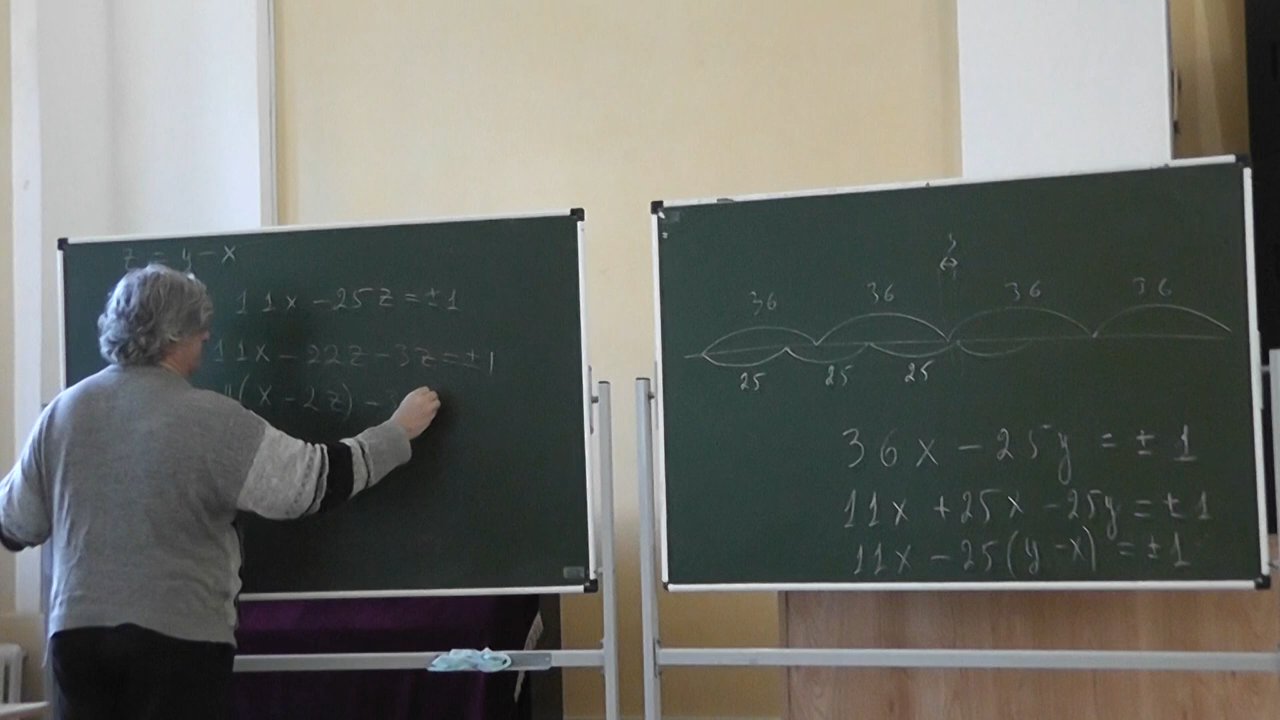 z = y - x
11x - 25z = ±1
11x - 22z - 3z = ±1
11(x - 2z) -
36 36 36 36
25 25 25
36x - 25y = ±1
11x + 25x - 25y = ±1
11x - 25(y - x) = ±1